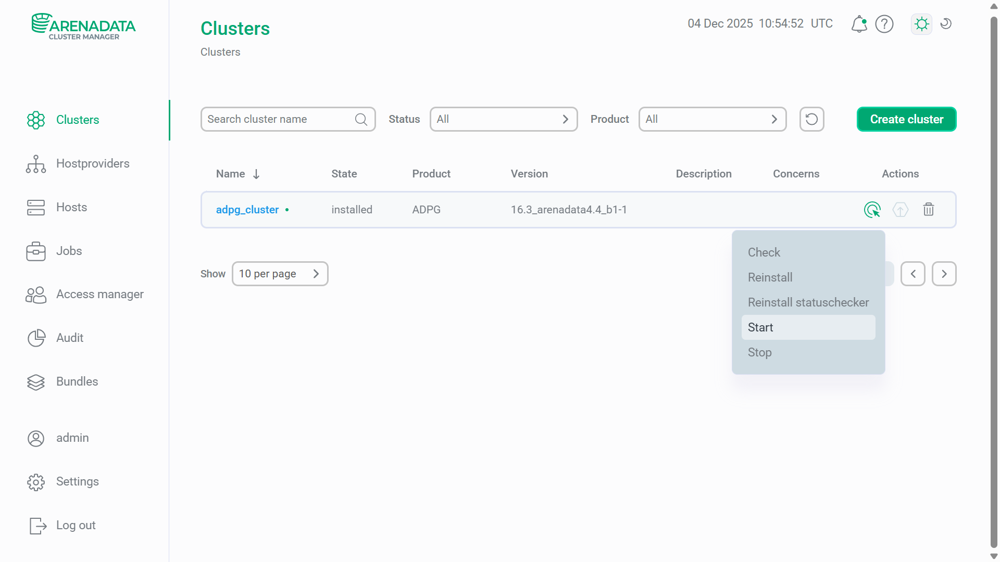 ARENADATA
CLUSTER MANAGER
Clusters
Hostproviders
Hosts
Jobs
Access manager
Audit
Bundles
admin
Settings
Log out
Clusters
04 Dec 2025 10:54:52 UTC
Clusters
Search cluster name
Status
All
Product
All
Create cluster
Name State Product Version Description Concerns Actions
adpg_cluster installed ADPG 16.3_arenadata4.4_b1-1
Check
Reinstall
Reinstall statuschecker
Start
Stop
Show
10 per page